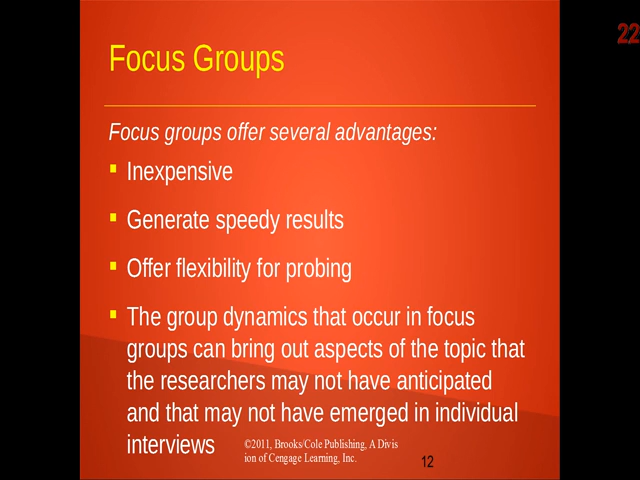 22
Focus Groups
Focus groups offer several advantages:
Inexpensive
Generate speedy results
Offer flexibility for probing
The group dynamics that occur in focus
groups can bring out aspects of the topic that
the researchers may not have anticipated
and that may not have emerged in individual
interviews
©2011, Brooks/Cole Publishing, A Divis
ion of Cengage Learning, Inc.
12